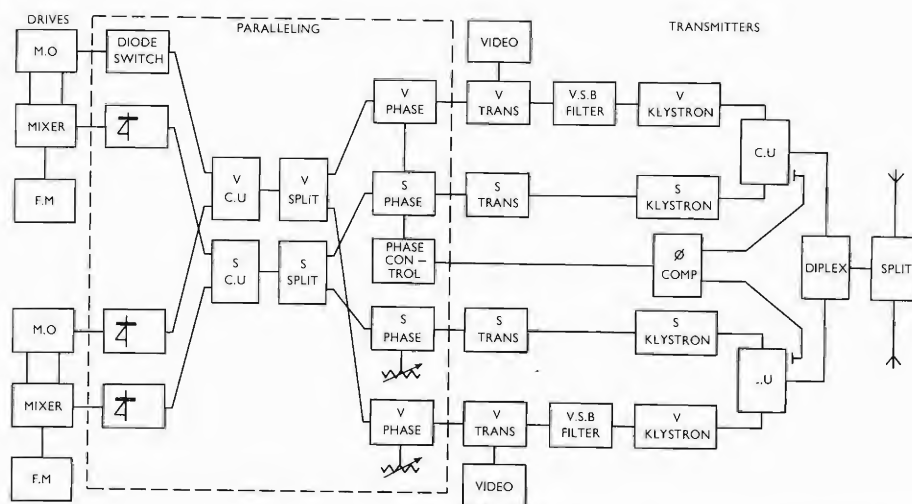 DRIVES
PARALLELING
TRANSMITTERS
M.O
DIODE
SWITCH
VIDEO
V
PHASE
V
TRANS
V.S.B
FILTER
V
KLYSTRON
MIXER
C.U
F.M
V
C.U
V
SPLIT
S
PHASE
S
TRANS
S
KLYSTRON
S
C.U
S
SPLIT
PHASE
CON-
TROL
Ø
COMP
DIPLEX
SPLIT
M.O
S
PHASE
S
TRANS
S
KLYSTRON
..U
MIXER
V
PHASE
V
TRANS
V.S.B
FILTER
V
KLYSTRON
F.M
VIDEO